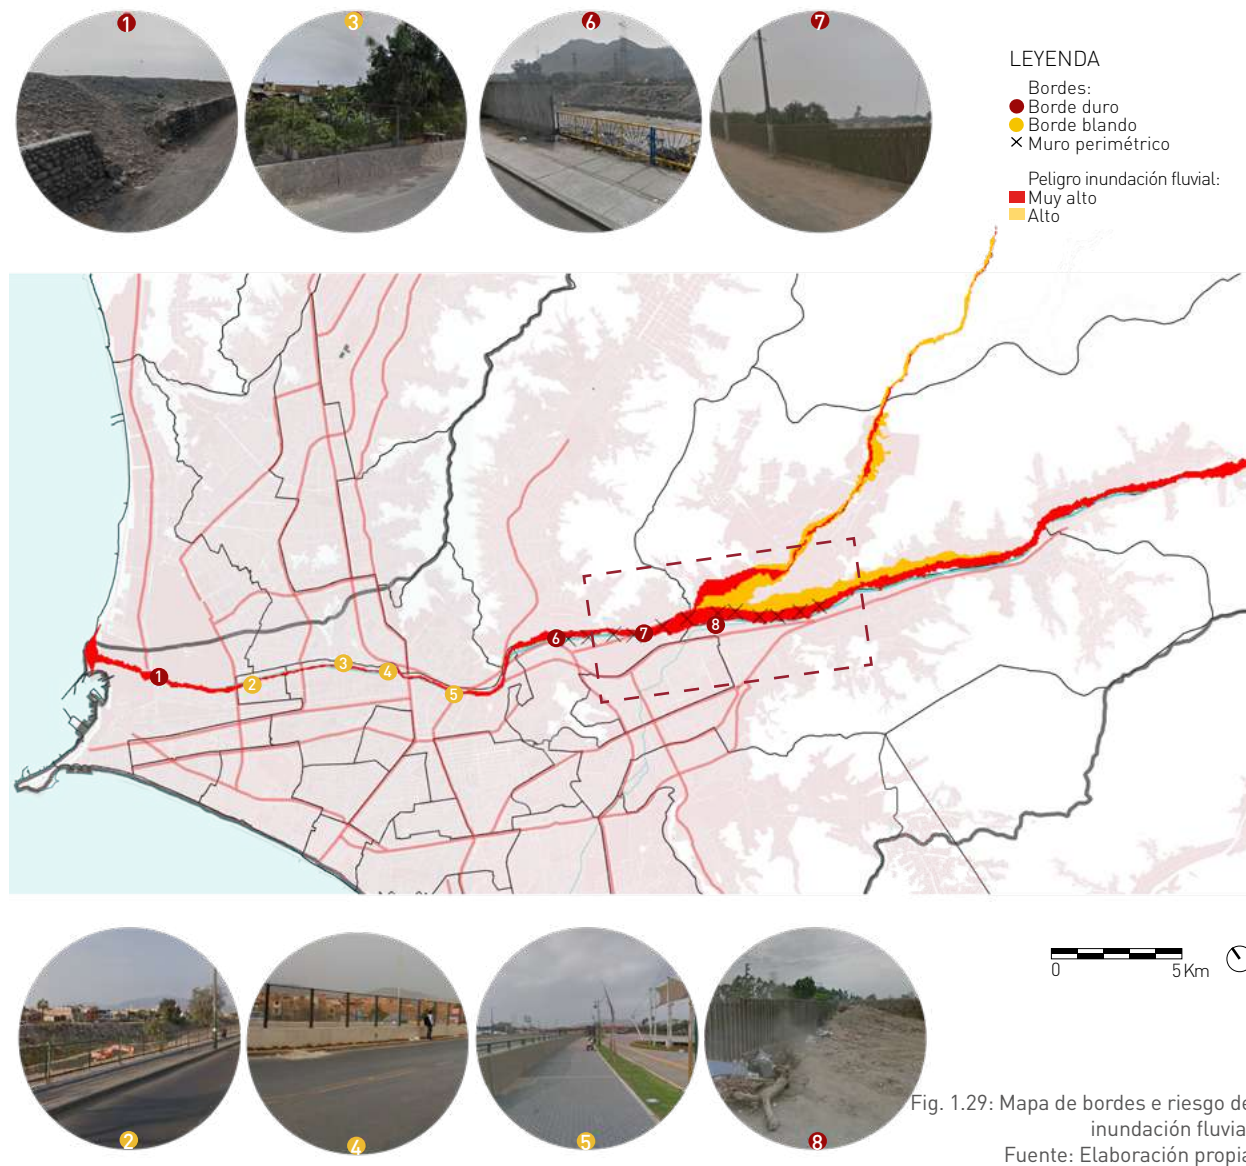 1
3
6
7
LEYENDA
Bordes:
Borde duro
Borde blando
Muro perimétrico
Peligro inundación fluvial:
Muy alto
Alto
1
2
3
4
5
6
7
8
0 5 Km
2
4
5
8
Fig. 1.29: Mapa de bordes e riesgo de
inundación fluvia
Fuente: Elaboración propia